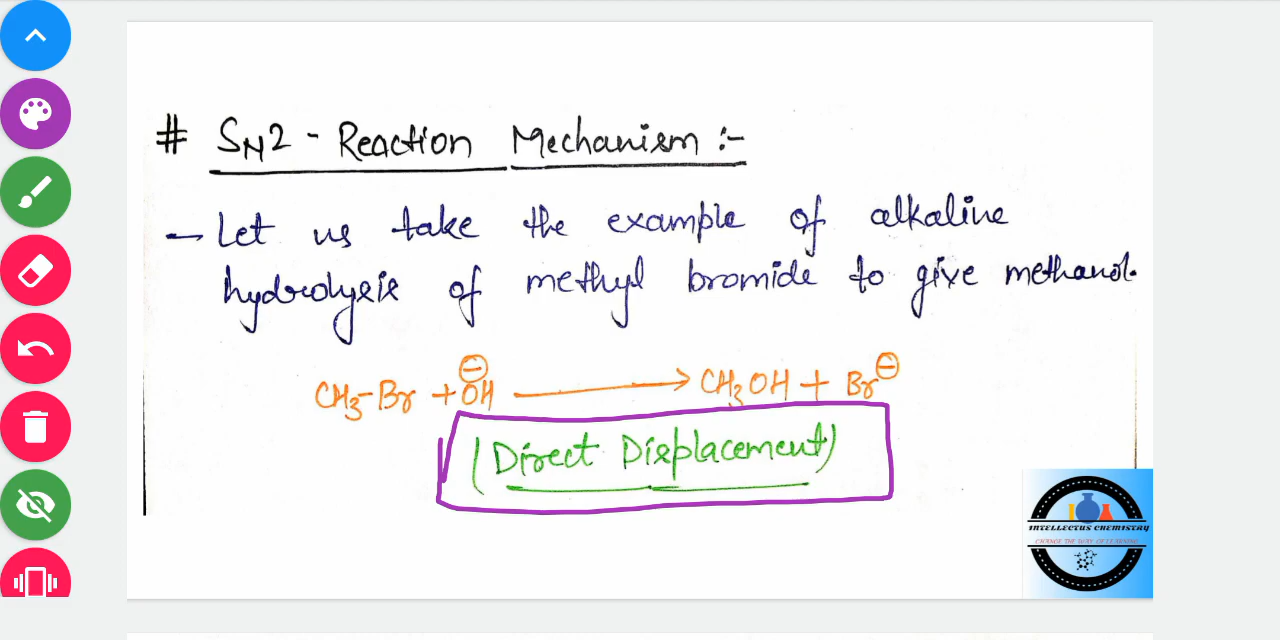 # SN2 - Reaction Mechanism :-
- Let us take the example of alkaline
hydrolysis of methyl bromide to give methanol.
CH3-Br + ⊖OH ⟶ CH3OH + Br⊖
(Direct Displacement)
INTELLECTUS CHEMISTRY
CHANGE THE WAY OF LEARNING